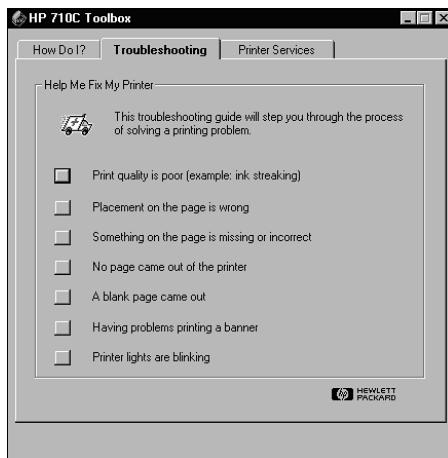 HP 710C Toolbox
How Do I?
Troubleshooting
Printer Services
Help Me Fix My Printer
This troubleshooting guide will step you through the process
of solving a printing problem.
Print quality is poor (example: ink streaking)
Placement on the page is wrong
Something on the page is missing or incorrect
No page came out of the printer
A blank page came out
Having problems printing a banner
Printer lights are blinking
hp HEWLETT
PACKARD